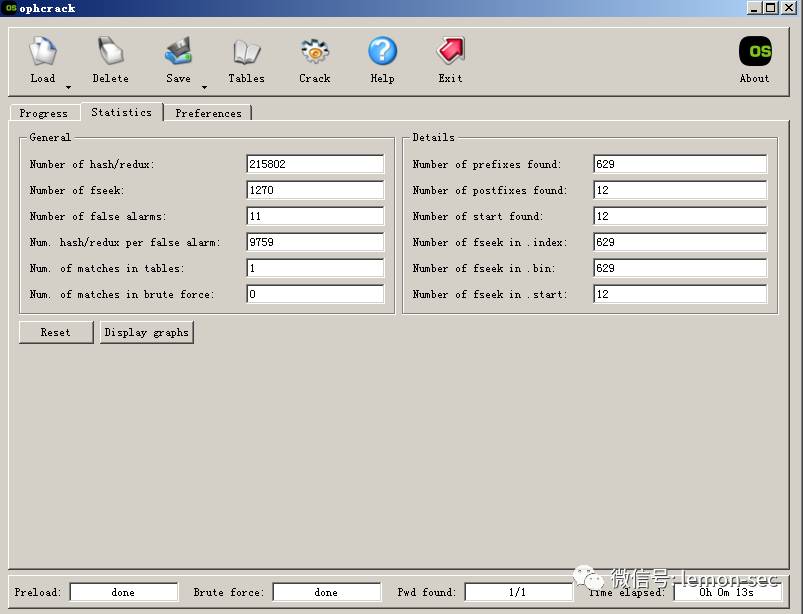 os ophcrack
OS
Load Delete Save Tables Crack ? Help Exit About
Progress Statistics Preferences
General
Number of hash/redux: 215802
Number of fseek: 1270
Number of false alarms: 11
Num. hash/redux per false alarm: 9759
Num. of matches in tables: 1
Num. of matches in brute force: 0
Details
Number of prefixes found: 629
Number of postfixes found: 12
Number of start found: 12
Number of fseek in .index: 629
Number of fseek in .bin: 629
Number of fseek in .start: 12
Reset Display graphs
微信号: lemon-sec
Preload: done Brute force: done Pwd found: 1/1 Time elapsed: 0h 0m 13s